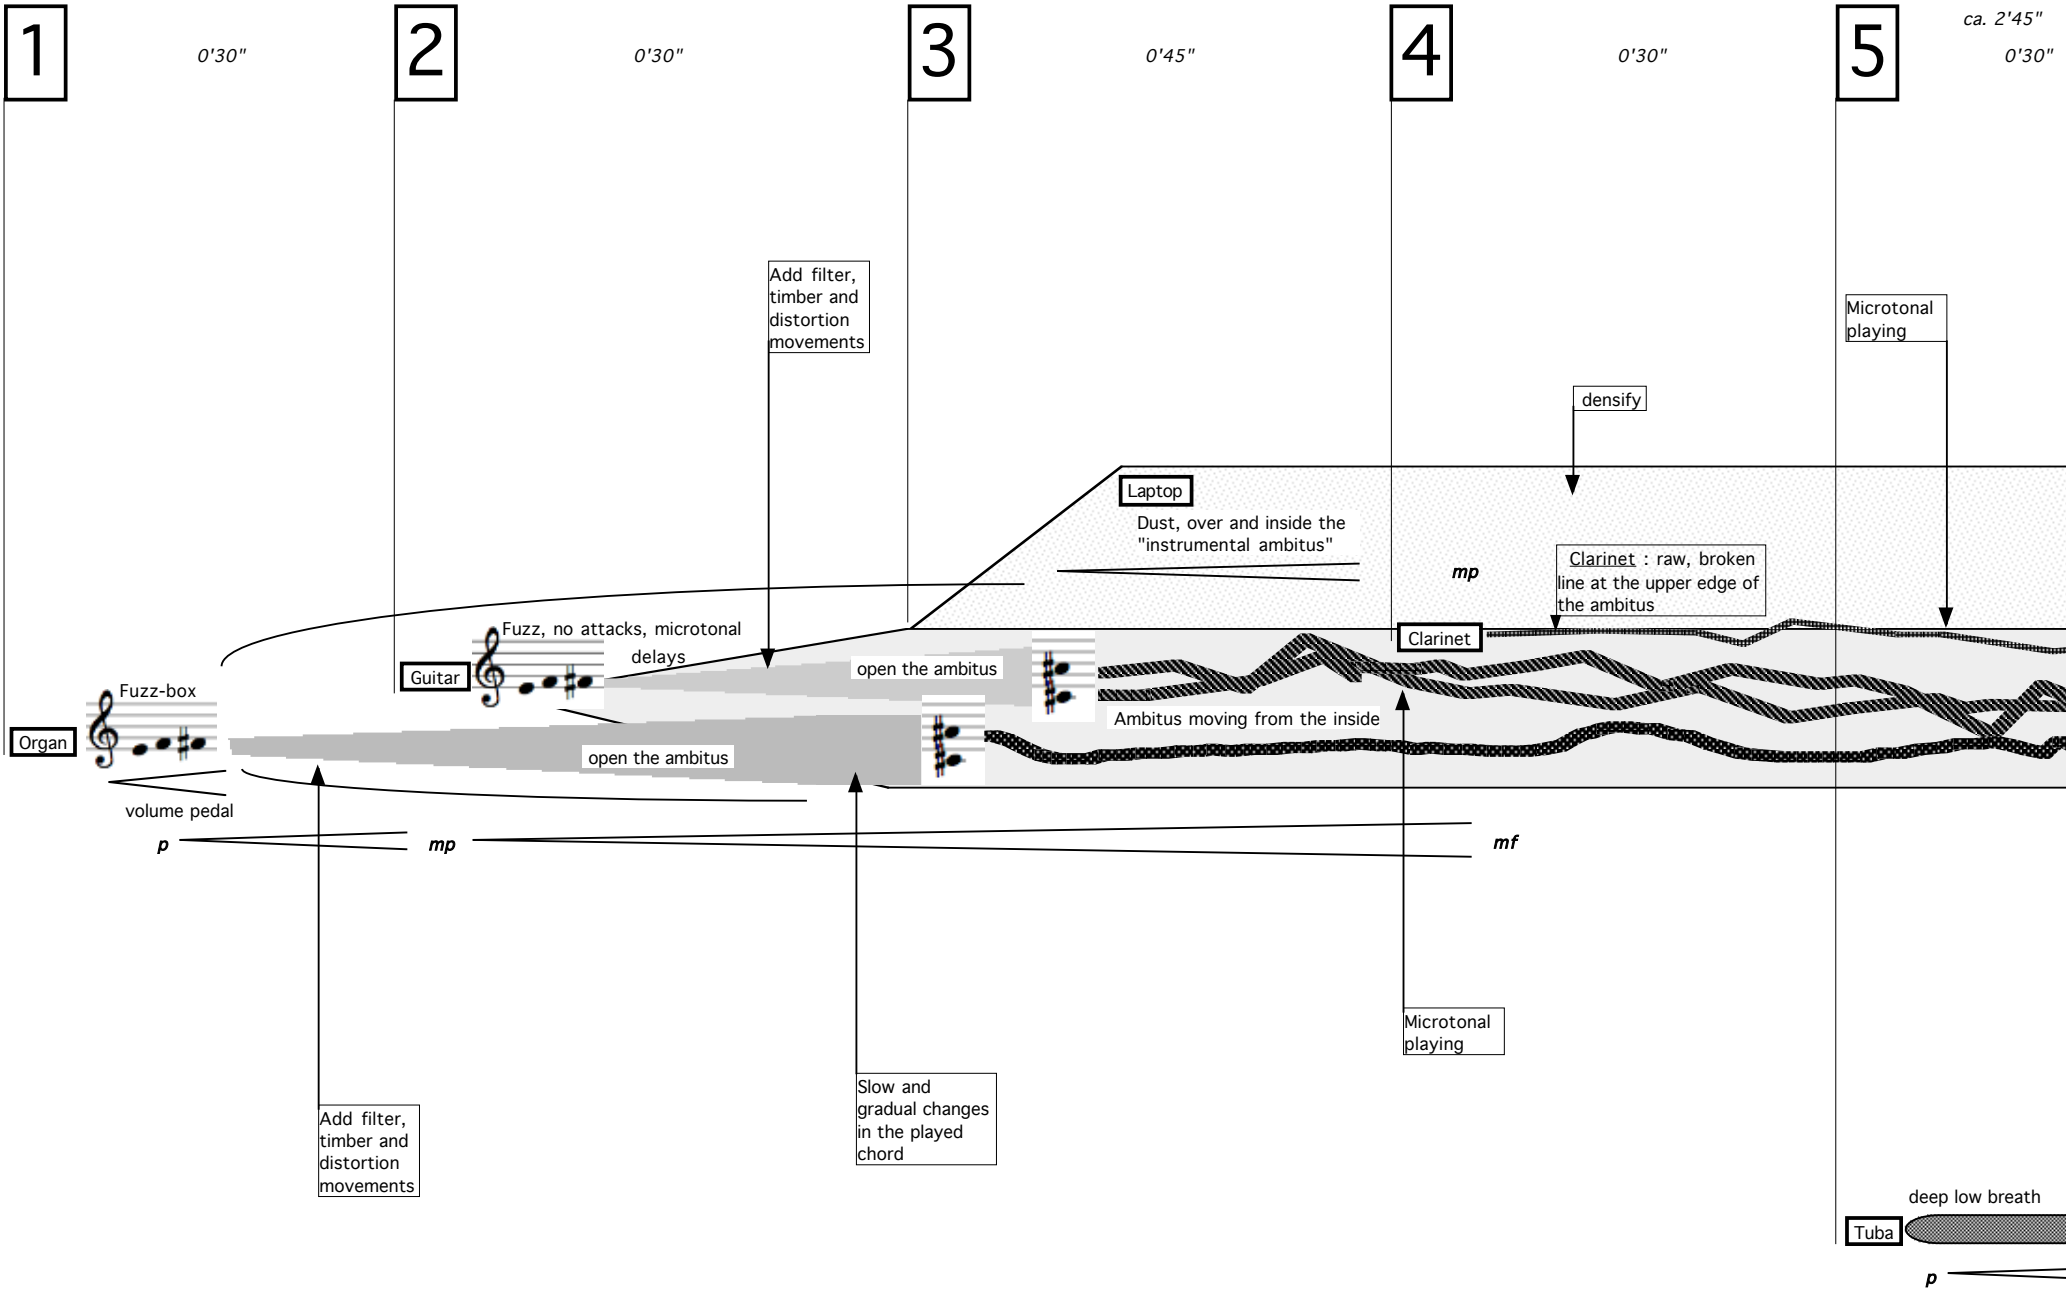 1
0'30"
2
0'30"
3
0'45"
4
0'30"
5
ca. 2'45"
0'30"
Add filter,
timber and
distortion
movements
Microtonal
playing
densify
Laptop
Dust, over and inside the
"instrumental ambitus"
mp
Clarinet : raw, broken
line at the upper edge of
the ambitus
Clarinet
Fuzz, no attacks, microtonal
delays
Guitar
open the ambitus
Fuzz-box
Organ
Ambitus moving from the inside
open the ambitus
volume pedal
p
mp
mf
Microtonal
playing
Slow and
gradual changes
in the played
chord
Add filter,
timber and
distortion
movements
deep low breath
Tuba
p